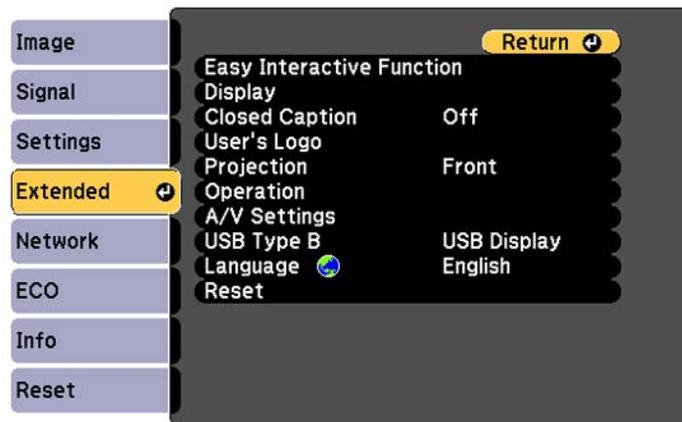 Image
Signal
Settings
Extended
Network
ECO
Info
Reset
Return
Easy Interactive Function
Display
Closed Caption Off
User's Logo
Projection Front
Operation
A/V Settings
USB Type B USB Display
Language English
Reset